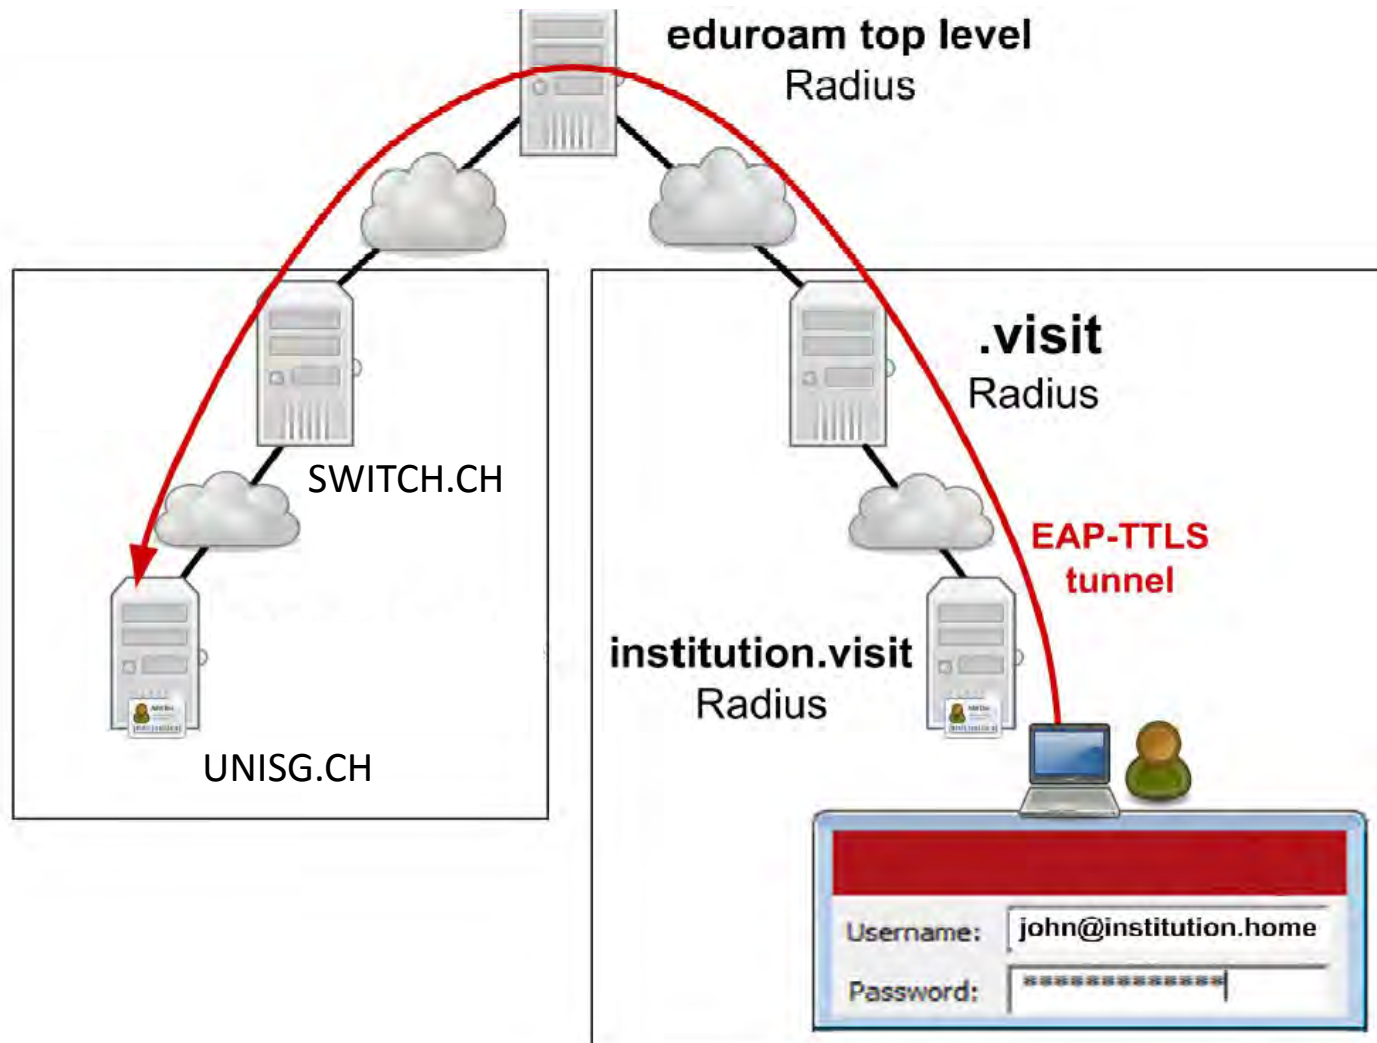 eduroam top level
Radius
.visit
Radius
SWITCH.CH
EAP-TTLS
tunnel
institution.visit
Radius
UNISG.CH
Username: john@institution.home
Password: *************